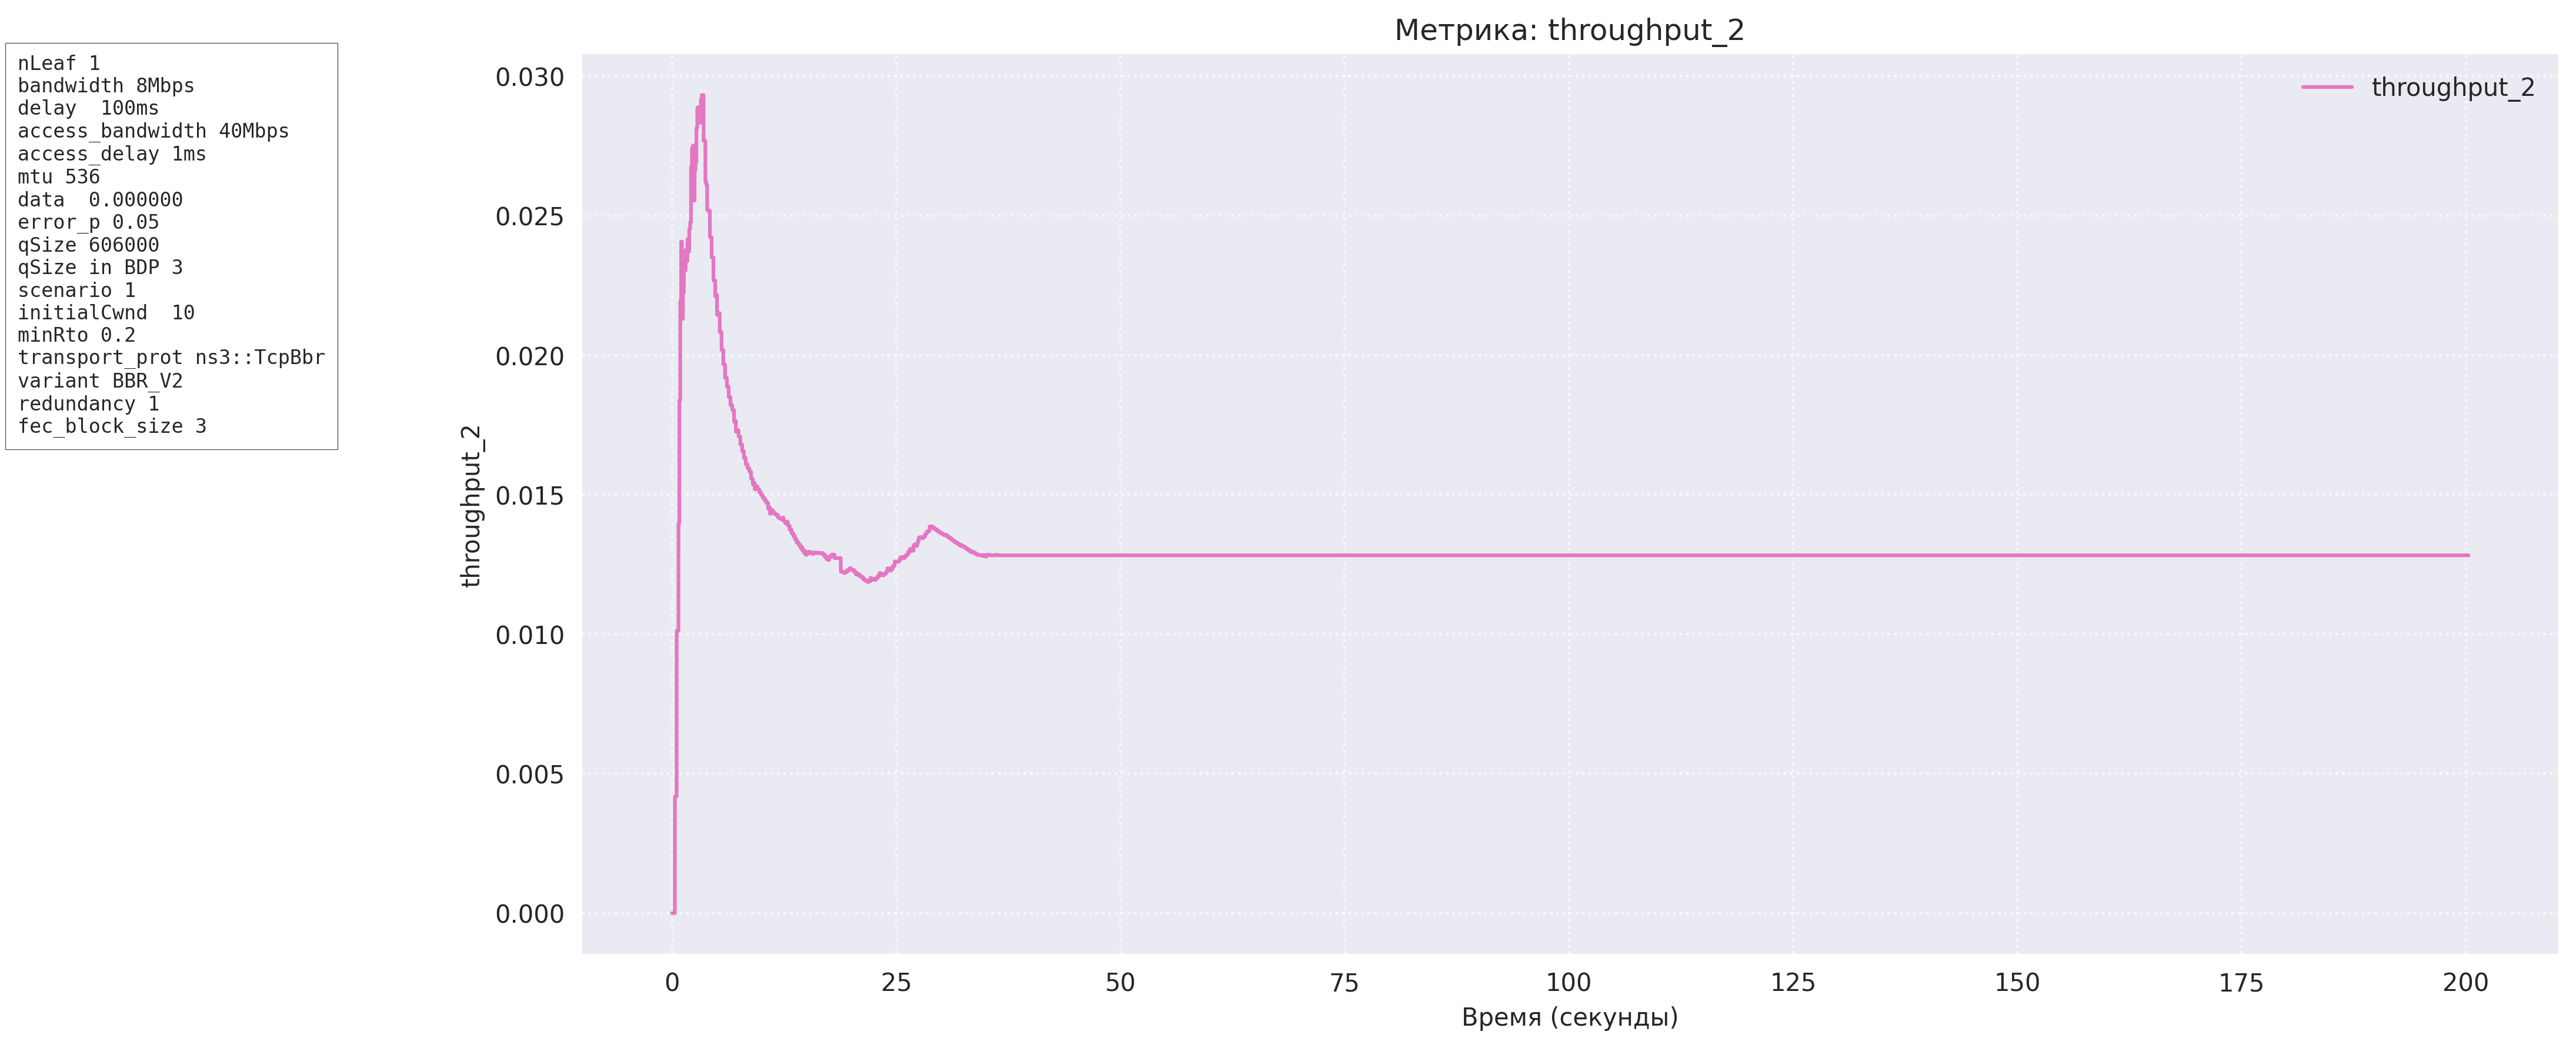 Метрика: throughput_2
nLeaf 1
bandwidth 8Mbps
delay  100ms
access_bandwidth 40Mbps
access_delay 1ms
mtu 536
data  0.000000
error_p 0.05
qSize 606000
qSize in BDP 3
scenario 1
initialCwnd  10
minRto 0.2
transport_prot ns3::TcpBbr
variant BBR_V2
redundancy 1
fec_block_size 3
throughput_2
throughput_2
0.030
0.025
0.020
0.015
0.010
0.005
0.000
0 25 50 75 100 125 150 175 200
Время (секунды)